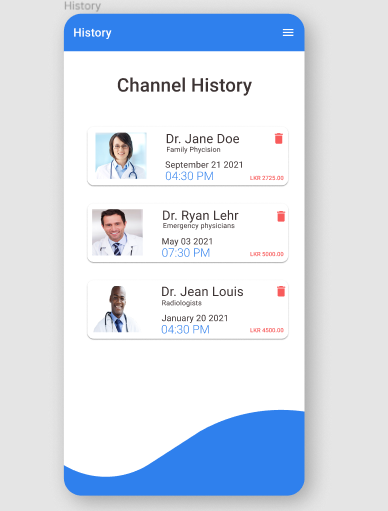 History
History
Channel History
Dr. Jane Doe
Family Phycision
September 21 2021
04:30 PM
LKR 2725.00
Dr. Ryan Lehr
Emergency physicians
May 03 2021
07:30 PM
LKR 5000.00
Dr. Jean Louis
Radiologists
January 20 2021
04:30 PM
LKR 4500.00